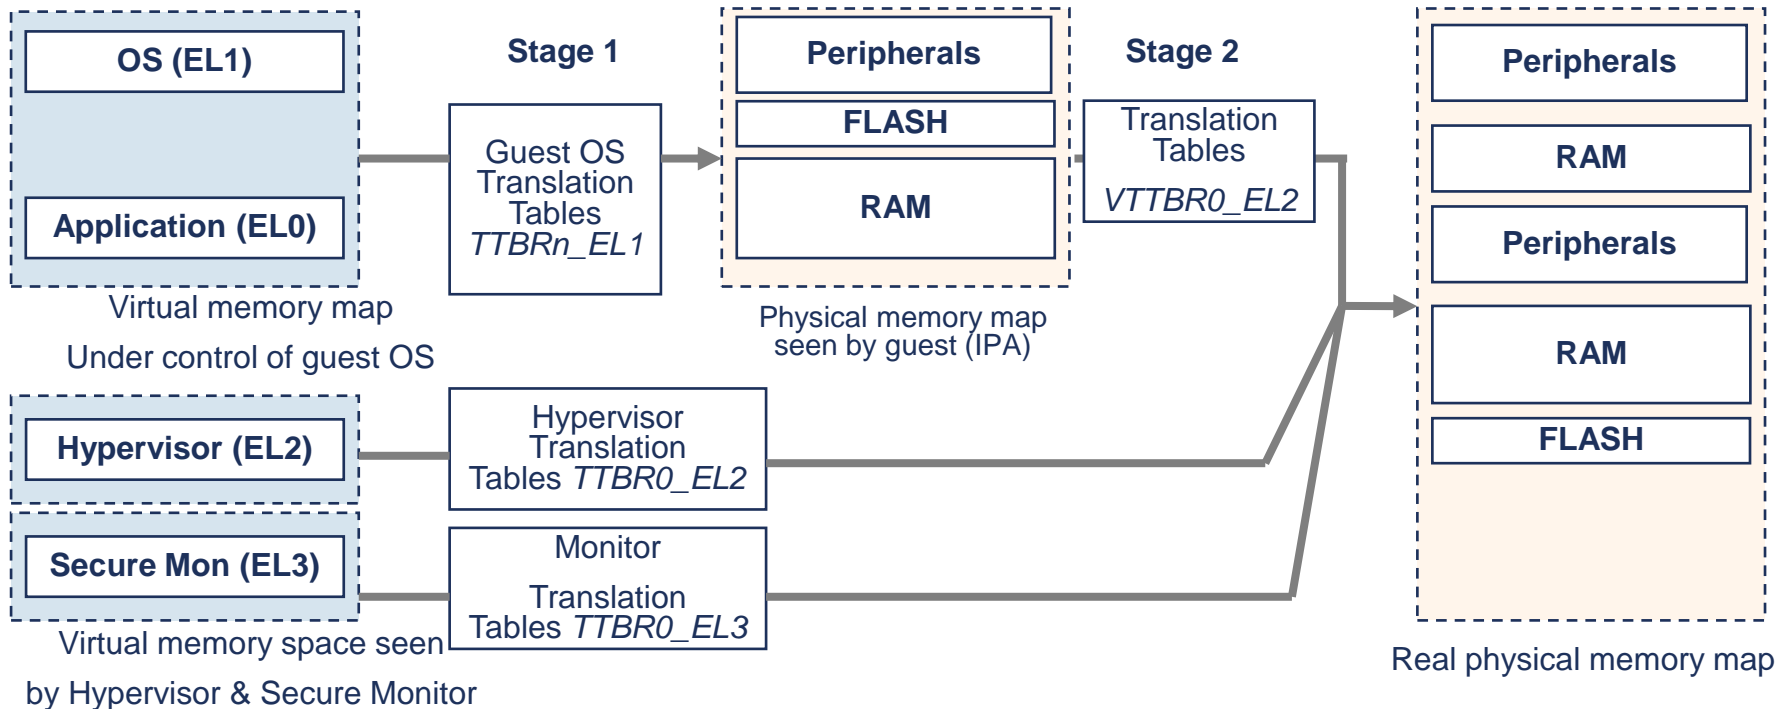 OS (EL1)
Application (EL0)
Virtual memory map
Under control of guest OS
Stage 1
Guest OS
Translation
Tables
TTBRn_EL1
Peripherals
FLASH
RAM
Physical memory map
seen by guest (IPA)
Stage 2
Translation
Tables
VTTBR0_EL2
Hypervisor (EL2)
Secure Mon (EL3)
Virtual memory space seen
by Hypervisor & Secure Monitor
Hypervisor
Translation
Tables TTBR0_EL2
Monitor
Translation
Tables TTBR0_EL3
Peripherals
RAM
Peripherals
RAM
FLASH
Real physical memory map